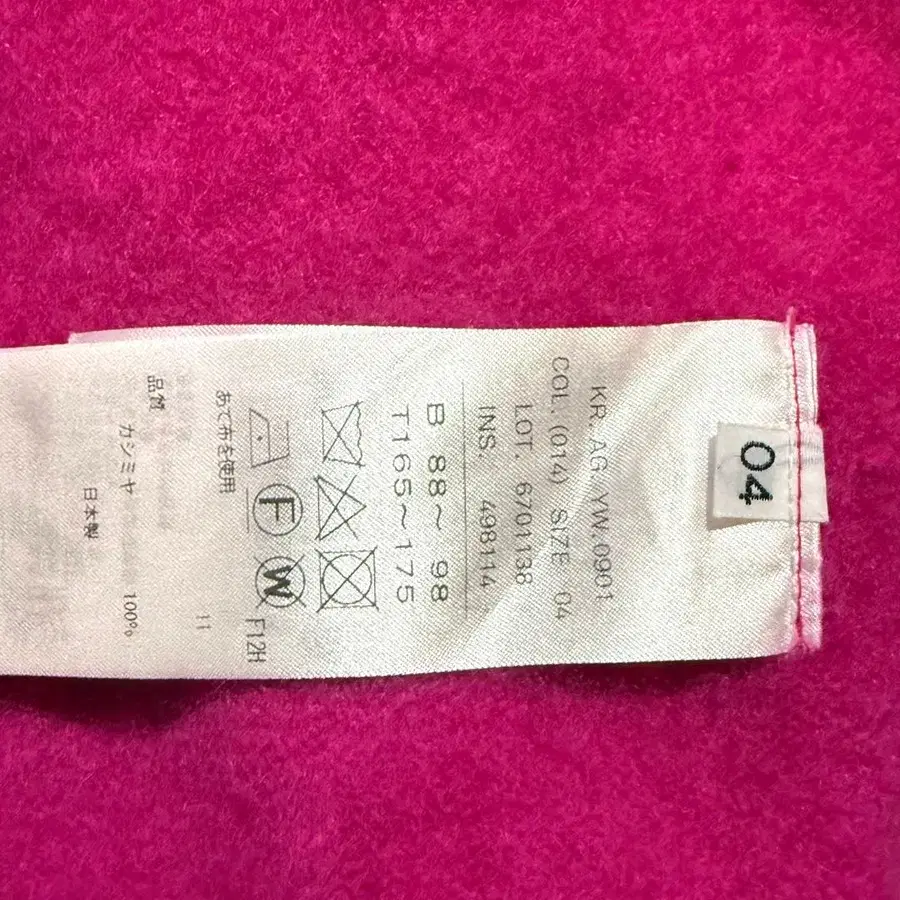 04
KR. AG YW.0901
COL. (014) SIZE 04
LOT. 6701138
INS. 498114
B 88～98
T165～175
F W
F12H
あて布を使用
11
品質
カシミヤ 100%
日本製